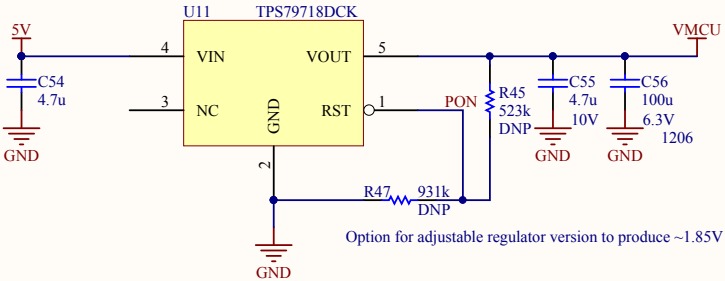 U11 TPS79718DCK
5V VMCU
4 VIN VOUT 5
C54
4.7u
R45
523k
DNP
C55
4.7u
10V
C56
100u
6.3V
1206
3 NC RST 1 PON
GND
GND
GND
GND
2
R47 931k
DNP
Option for adjustable regulator version to produce ~1.85V
GND